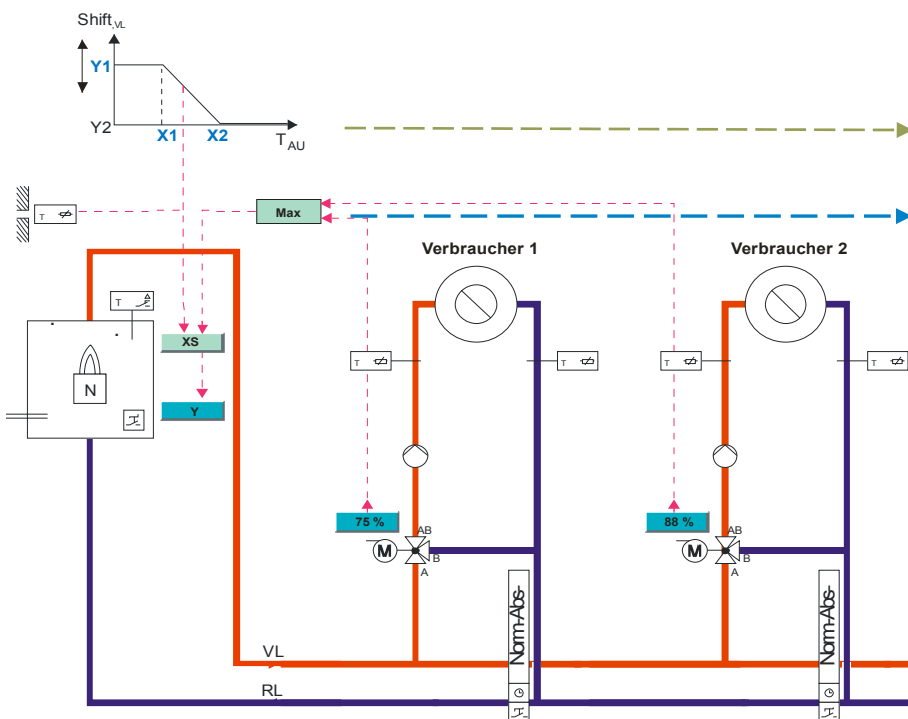 Shift,VL
Y1
Y2
X1
X2
TAU
T
Max
Verbraucher 1
Verbraucher 2
T
XS
T
T
T
T
N
Y
75 %
88 %
AB
AB
M
B
M
B
A
A
Norm-Abs-
Norm-Abs-
VL
RL